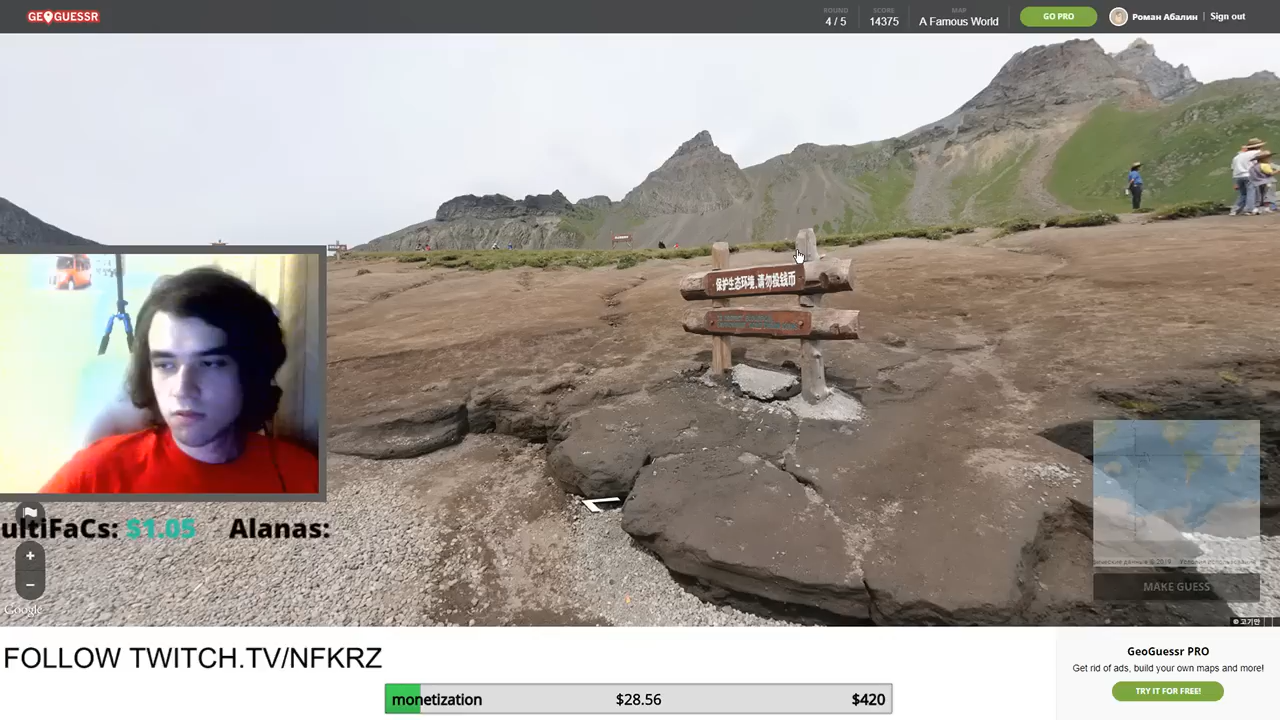 GEOGUESSR
ROUND
4 / 5
SCORE
14375
MAP
A Famous World
GO PRO
Роман Абалин
Sign out
保护生态环境,请勿投钱币
ultiFaCs: $1.05 Alanas:
+
−
Google
MAKE GUESS
© 고기만
FOLLOW TWITCH.TV/NFKRZ
monetization
$28.56
$420
GeoGuessr PRO
Get rid of ads, build your own maps and more!
TRY IT FOR FREE!